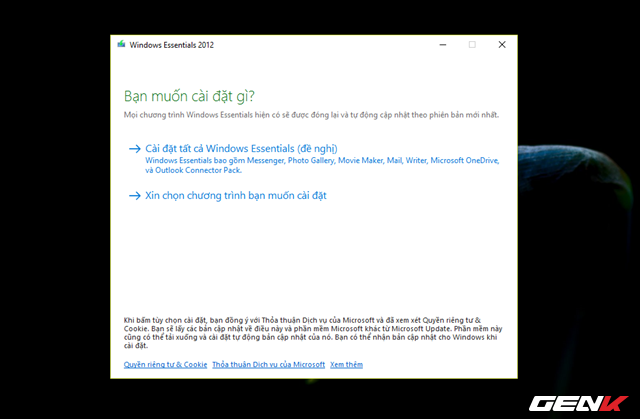 Windows Essentials 2012
Bạn muốn cài đặt gì?
Mọi chương trình Windows Essentials hiện có sẽ được đóng lại và tự động cập nhật theo phiên bản mới nhất.
Cài đặt tất cả Windows Essentials (đề nghị)
Windows Essentials bao gồm Messenger, Photo Gallery, Movie Maker, Mail, Writer, Microsoft OneDrive,
và Outlook Connector Pack.
Xin chọn chương trình bạn muốn cài đặt
Khi bấm tùy chọn cài đặt, bạn đồng ý với Thỏa thuận Dịch vụ của Microsoft và đã xem xét Quyền riêng tư &
Cookie. Bạn sẽ lấy các bản cập nhật về điều này và phần mềm Microsoft khác từ Microsoft Update. Phần mềm này
cũng có thể tải xuống và cài đặt tự động bản cập nhật của nó. Bạn có thể nhận bản cập nhật cho Windows khi
cài đặt.
Quyền riêng tư & Cookie Thỏa thuận Dịch vụ của Microsoft Xem thêm
GENK